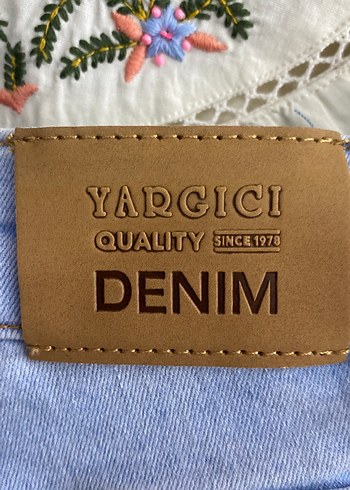 YARGICI
QUALITY SINCE 1978
DENIM